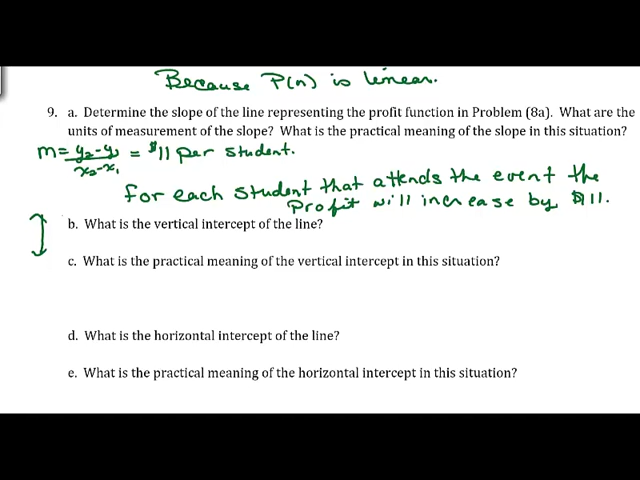 Because P(n) is linear.
9. a. Determine the slope of the line representing the profit function in Problem (8a). What are the
units of measurement of the slope? What is the practical meaning of the slope in this situation?
m = y₂-y₁ / x₂-x₁ = $11 per student.
For each student that attends the event the
Profit will increase by $11.
b. What is the vertical intercept of the line?
c. What is the practical meaning of the vertical intercept in this situation?
d. What is the horizontal intercept of the line?
e. What is the practical meaning of the horizontal intercept in this situation?